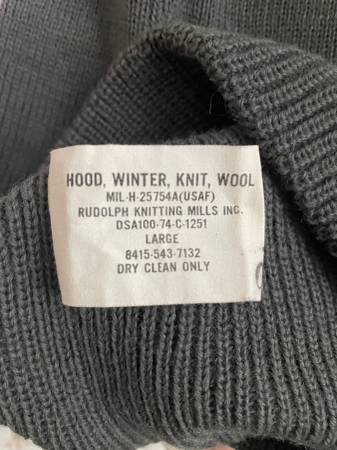 HOOD, WINTER, KNIT, WOOL
MIL-H-25754A(USAF)
RUDOLPH KNITTING MILLS INC.
DSA100-74-C-1251
LARGE
8415-543-7132
DRY CLEAN ONLY